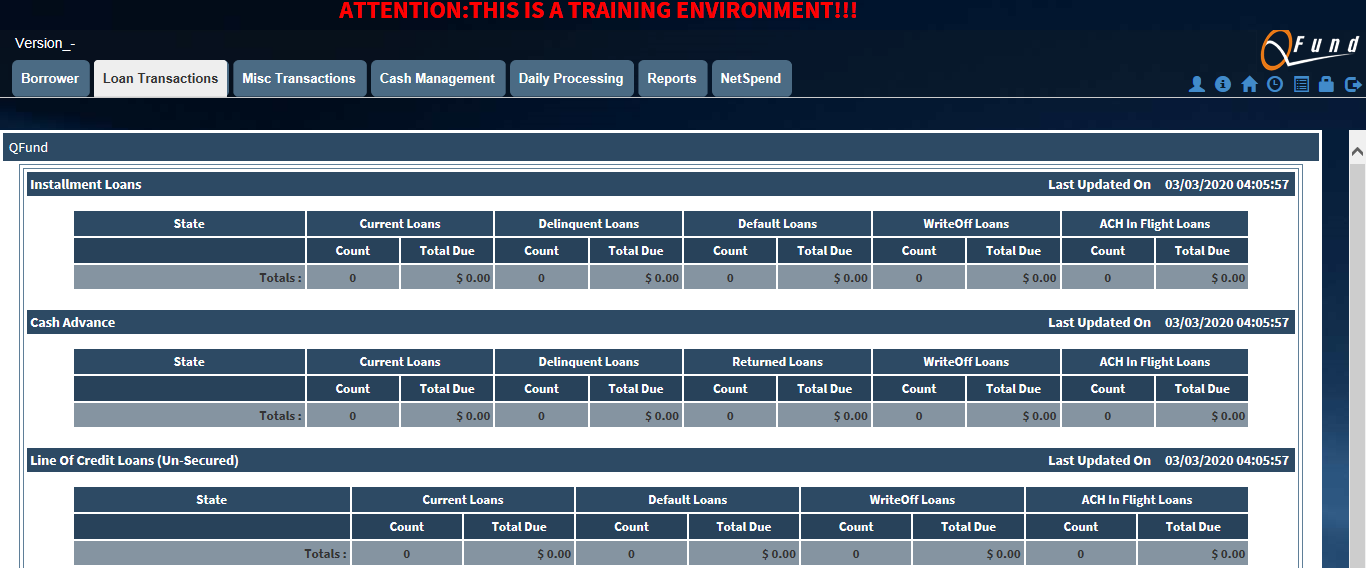 ATTENTION:THIS IS A TRAINING ENVIRONMENT!!!
Version_-
QFund
Borrower Loan Transactions Misc Transactions Cash Management Daily Processing Reports NetSpend
QFund
Installment Loans Last Updated On 03/03/2020 04:05:57
State Current Loans Delinquent Loans Default Loans WriteOff Loans ACH In Flight Loans
Count Total Due Count Total Due Count Total Due Count Total Due Count Total Due
Totals : 0 $ 0.00 0 $ 0.00 0 $ 0.00 0 $ 0.00 0 $ 0.00
Cash Advance Last Updated On 03/03/2020 04:05:57
State Current Loans Delinquent Loans Returned Loans WriteOff Loans ACH In Flight Loans
Count Total Due Count Total Due Count Total Due Count Total Due Count Total Due
Totals : 0 $ 0.00 0 $ 0.00 0 $ 0.00 0 $ 0.00 0 $ 0.00
Line Of Credit Loans (Un-Secured) Last Updated On 03/03/2020 04:05:57
State Current Loans Default Loans WriteOff Loans ACH In Flight Loans
Count Total Due Count Total Due Count Total Due Count Total Due
Totals : 0 $ 0.00 0 $ 0.00 0 $ 0.00 0 $ 0.00